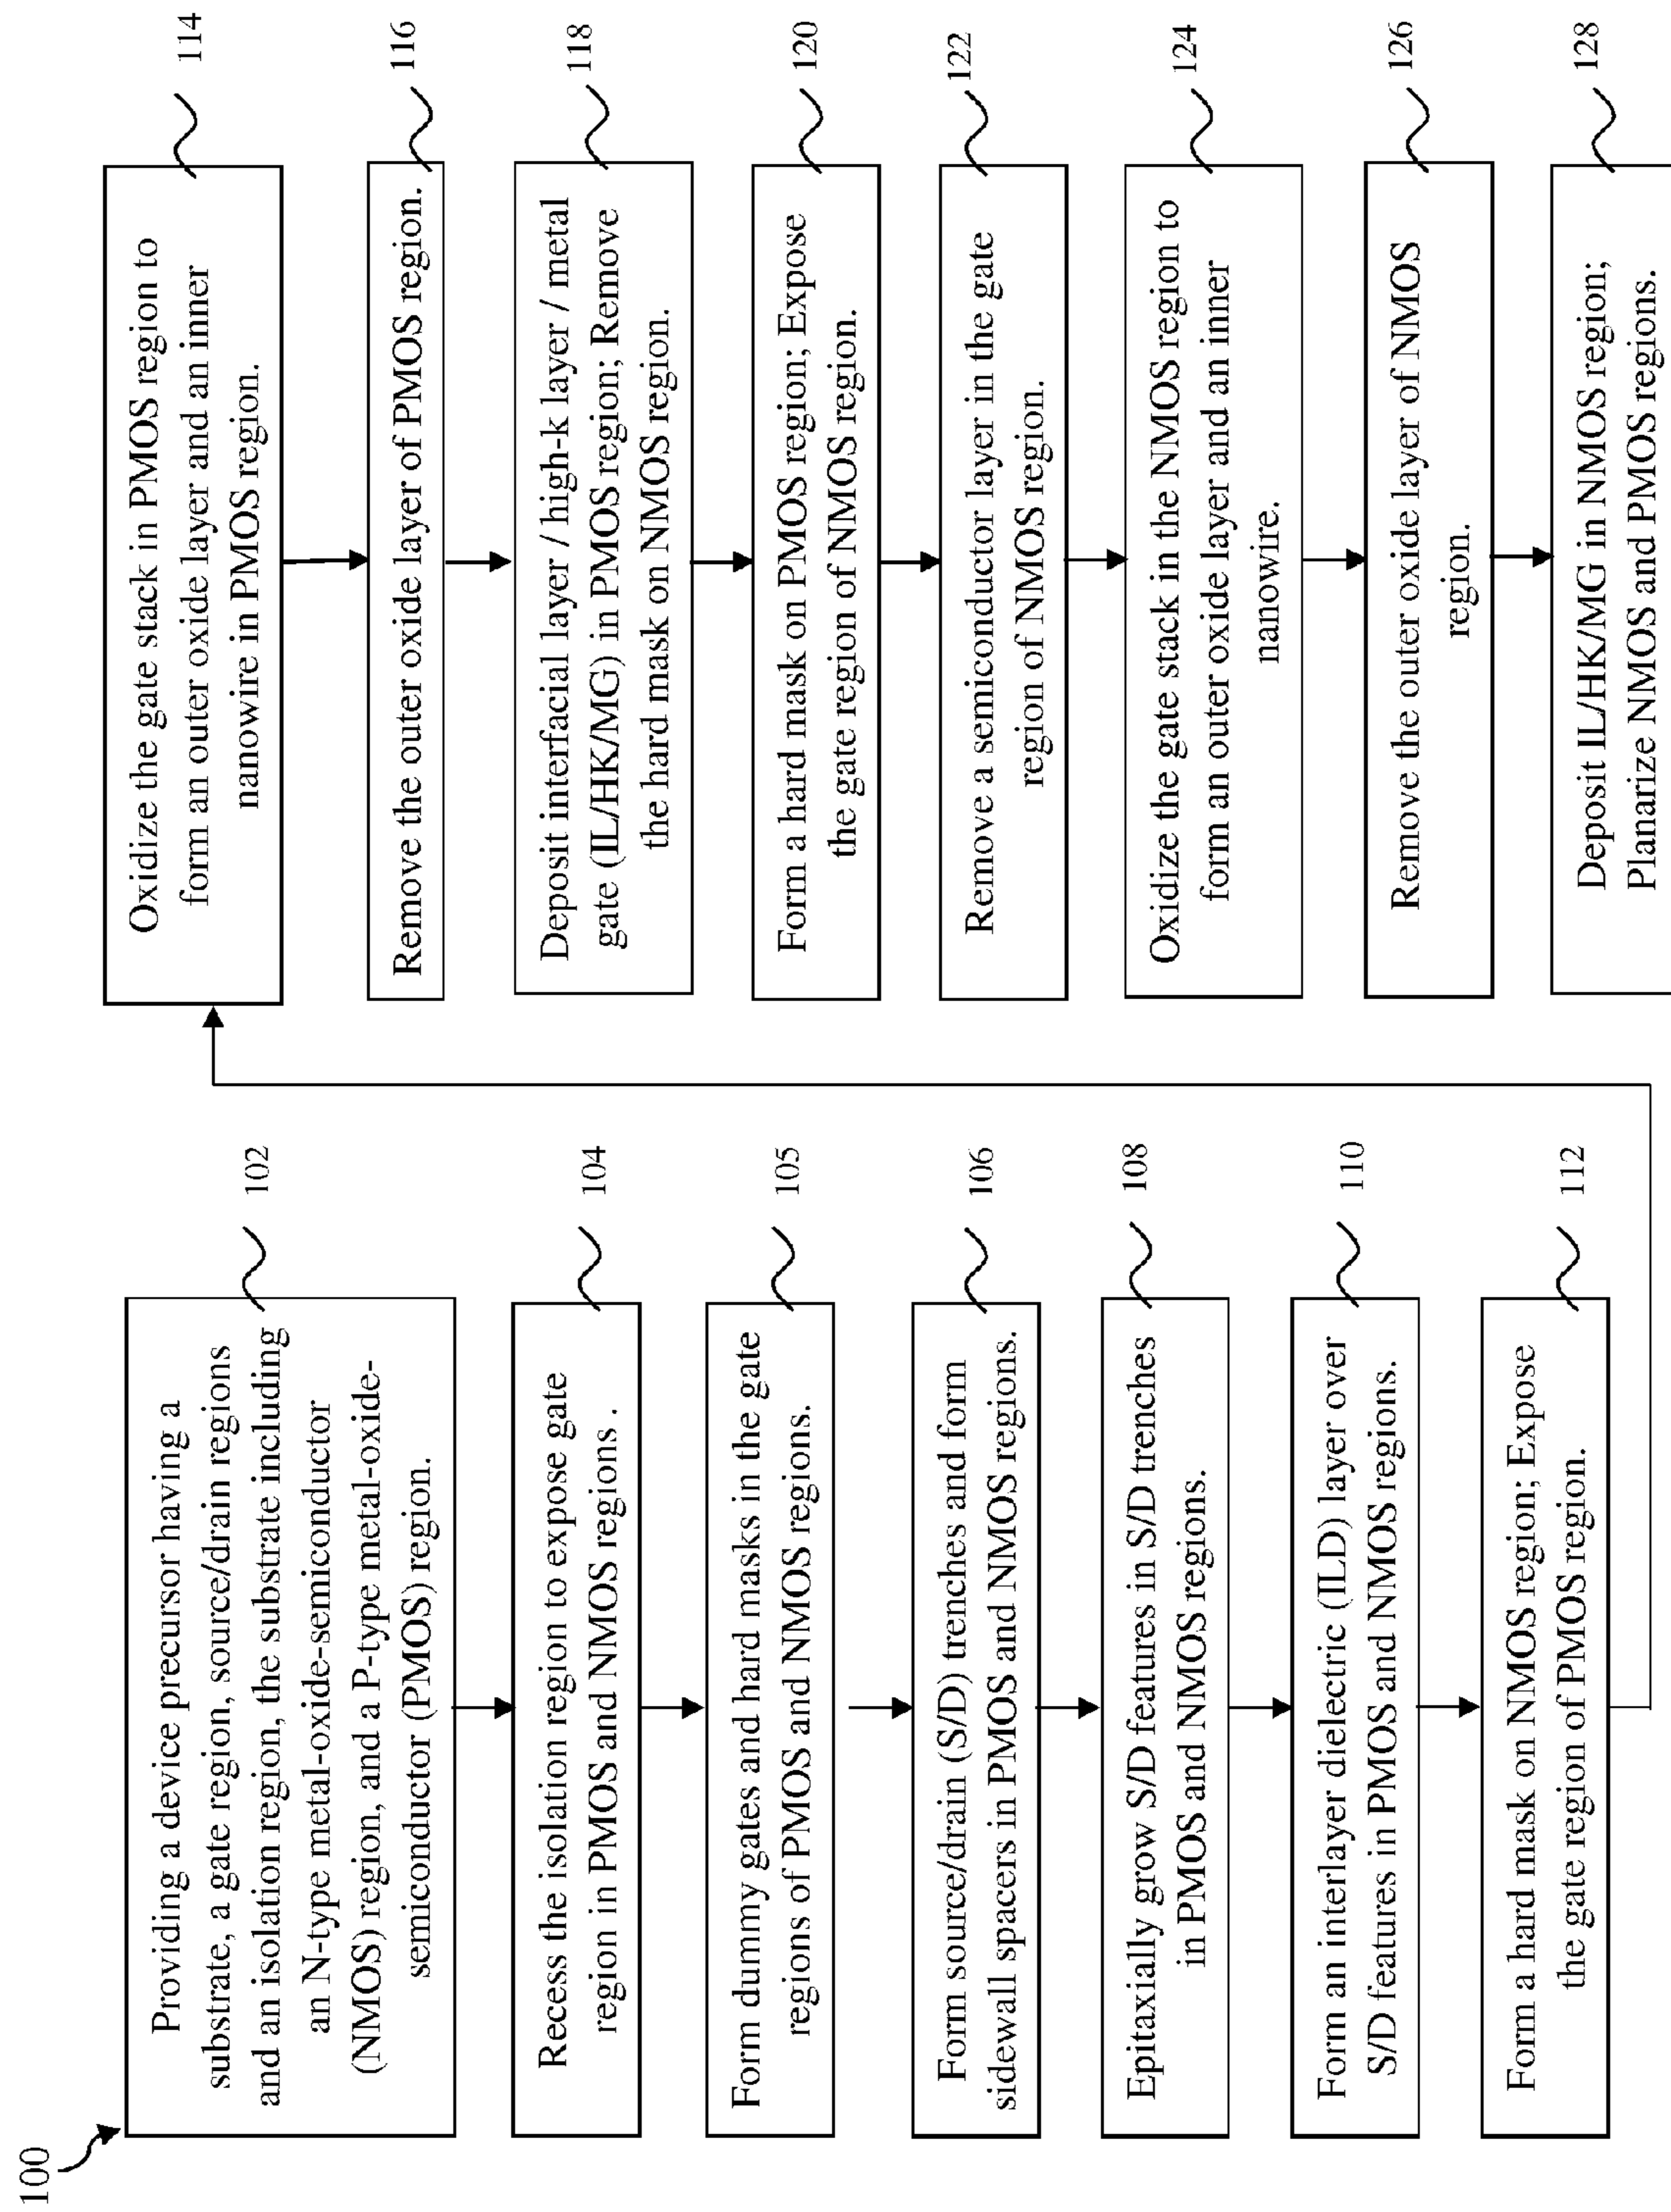 100
Providing a device precursor having a
substrate, a gate region, source/drain regions
and an isolation region, the substrate including
an N-type metal-oxide-semiconductor
(NMOS) region, and a P-type metal-oxide-
semiconductor (PMOS) region.
102
Recess the isolation region to expose gate
region in PMOS and NMOS regions .
104
Form dummy gates and hard masks in the gate
regions of PMOS and NMOS regions.
105
Form source/drain (S/D) trenches and form
sidewall spacers in PMOS and NMOS regions.
106
Epitaxially grow S/D features in S/D trenches
in PMOS and NMOS regions.
108
Form an interlayer dielectric (ILD) layer over
S/D features in PMOS and NMOS regions.
110
Form a hard mask on NMOS region; Expose
the gate region of PMOS region.
112
Oxidize the gate stack in PMOS region to
form an outer oxide layer and an inner
nanowire in PMOS region.
114
Remove the outer oxide layer of PMOS region.
116
Deposit interfacial layer / high-k layer / metal
gate (IL/HK/MG) in PMOS region; Remove
the hard mask on NMOS region.
118
Form a hard mask on PMOS region; Expose
the gate region of NMOS region.
120
Remove a semiconductor layer in the gate
region of NMOS region.
122
Oxidize the gate stack in the NMOS region to
form an outer oxide layer and an inner
nanowire.
124
Remove the outer oxide layer of NMOS
region.
126
Deposit IL/HK/MG in NMOS region;
Planarize NMOS and PMOS regions.
128